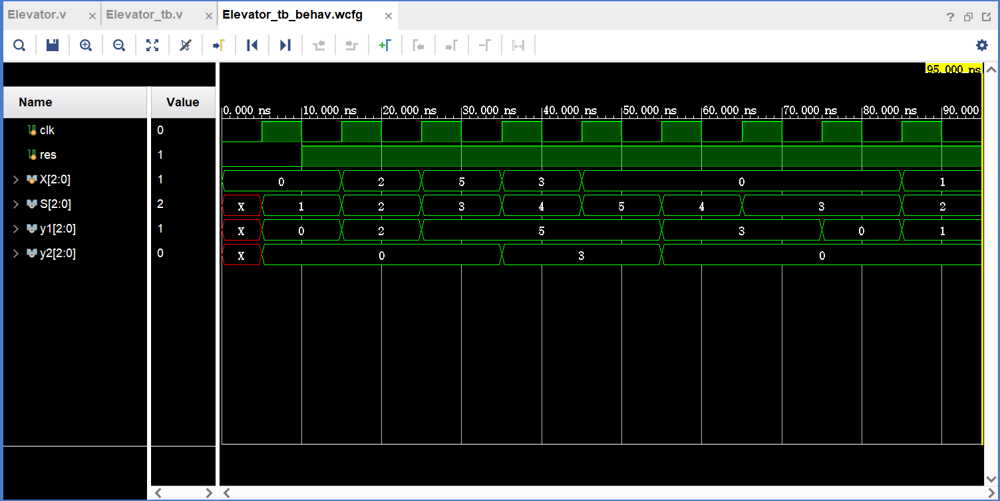 Elevator.v × Elevator_tb.v × Elevator_tb_behav.wcfg × ?
95.000 ns
Name Value 0.000 ns 10.000 ns 20.000 ns 30.000 ns 40.000 ns 50.000 ns 60.000 ns 70.000 ns 80.000 ns 90.000
clk 0
res 1
X[2:0] 1 0 2 5 3 0 1
S[2:0] 2 X 1 2 3 4 5 4 3 2
y1[2:0] 1 X 0 2 5 3 0 1
y2[2:0] 0 X 0 3 0